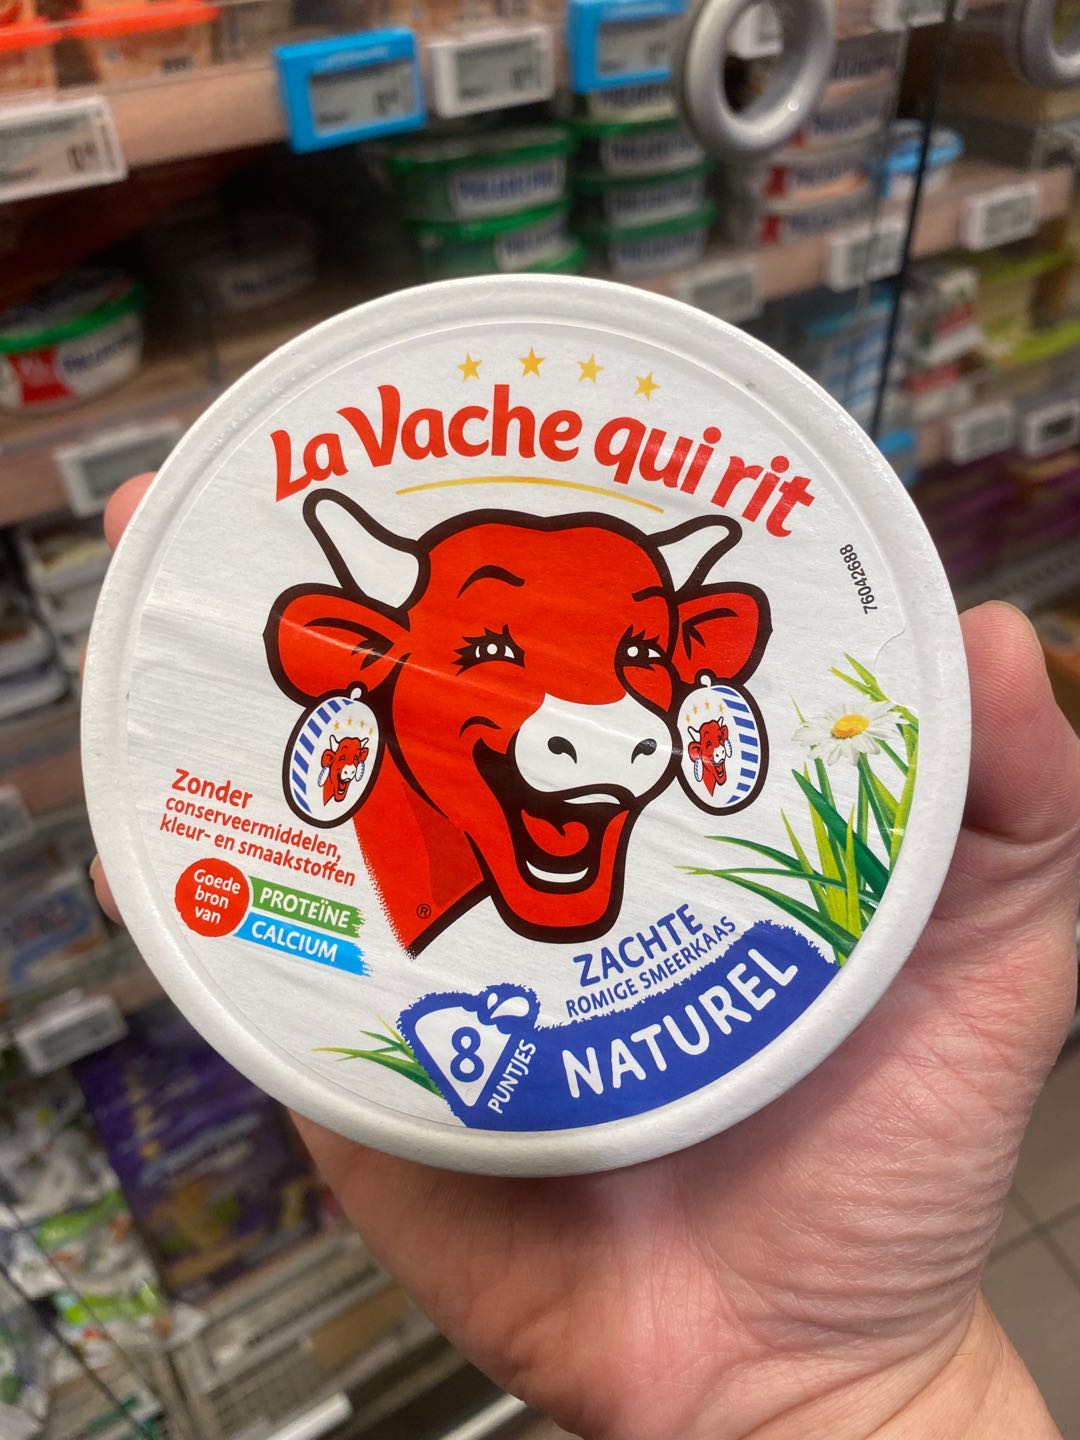 La Vache qui rit
76042688
Zonder
conserveermiddelen,
kleur- en smaakstoffen
Goede
bron
van
PROTEÏNE
CALCIUM
®
ZACHTE
ROMIGE SMEERKAAS
NATUREL
8
PUNTJES